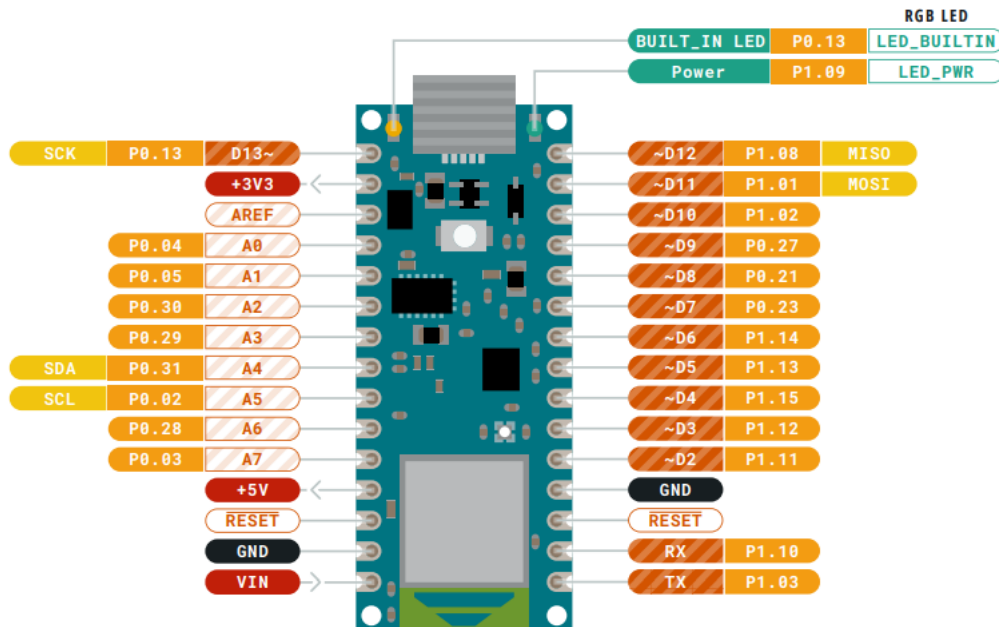 RGB LED
BUILT_IN LED P0.13 LED_BUILTIN
Power P1.09 LED_PWR
SCK P0.13 D13~ ~D12 P1.08 MISO
+3V3 ~D11 P1.01 MOSI
AREF ~D10 P1.02
P0.04 A0 ~D9 P0.27
P0.05 A1 ~D8 P0.21
P0.30 A2 ~D7 P0.23
P0.29 A3 ~D6 P1.14
SDA P0.31 A4 ~D5 P1.13
SCL P0.02 A5 ~D4 P1.15
P0.28 A6 ~D3 P1.12
P0.03 A7 ~D2 P1.11
+5V GND
RESET RESET
GND RX P1.10
VIN TX P1.03